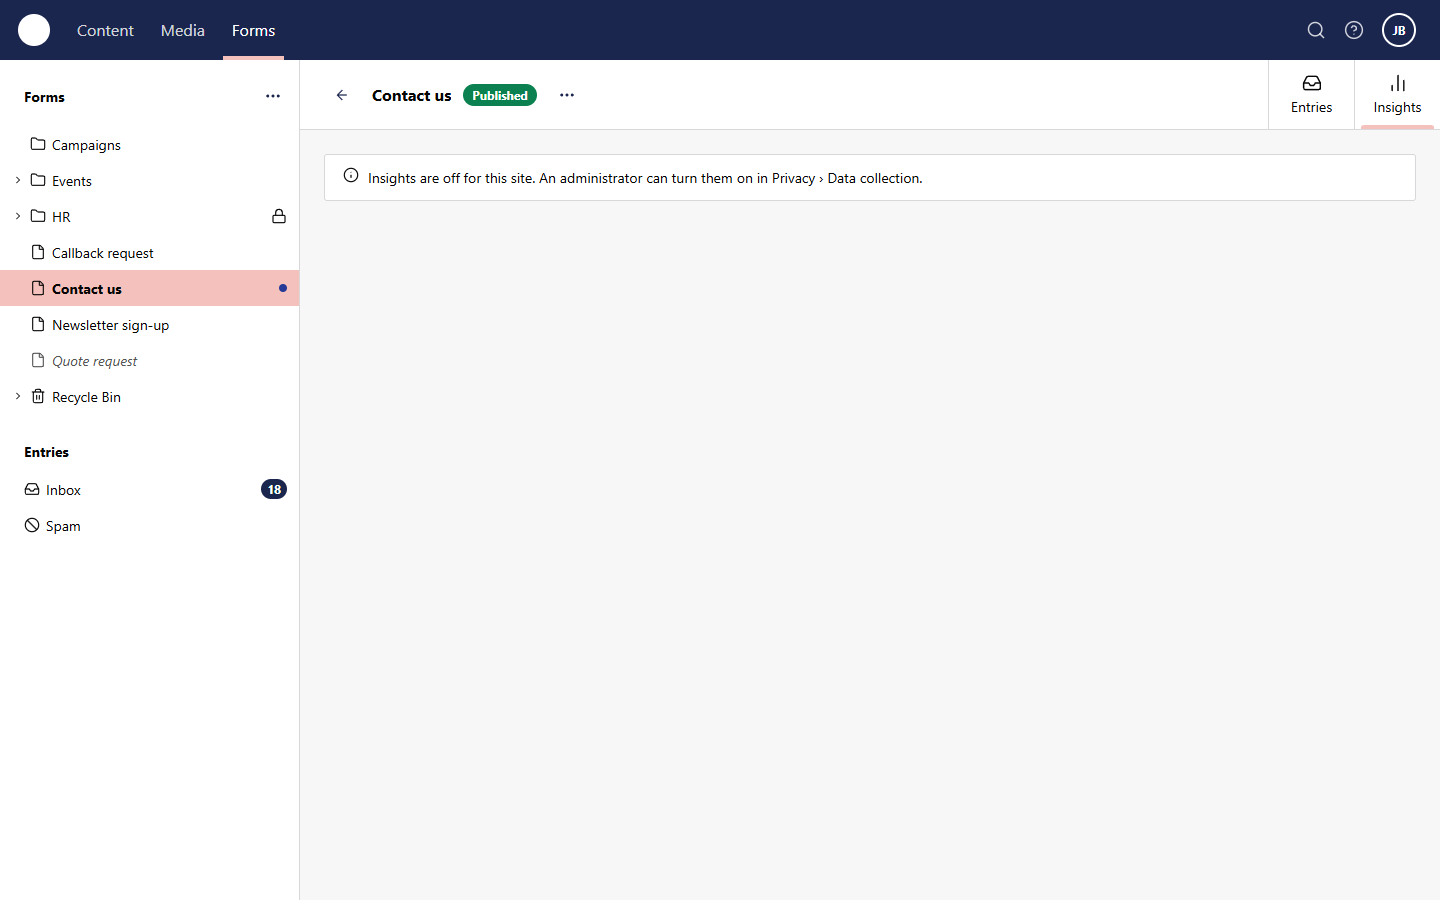 Content Media Forms
JB
Forms
Campaigns
Events
HR
Callback request
Contact us
Newsletter sign-up
Quote request
Recycle Bin
Entries
Inbox 18
Spam
Contact us Published
Entries
Insights
Insights are off for this site. An administrator can turn them on in Privacy › Data collection.